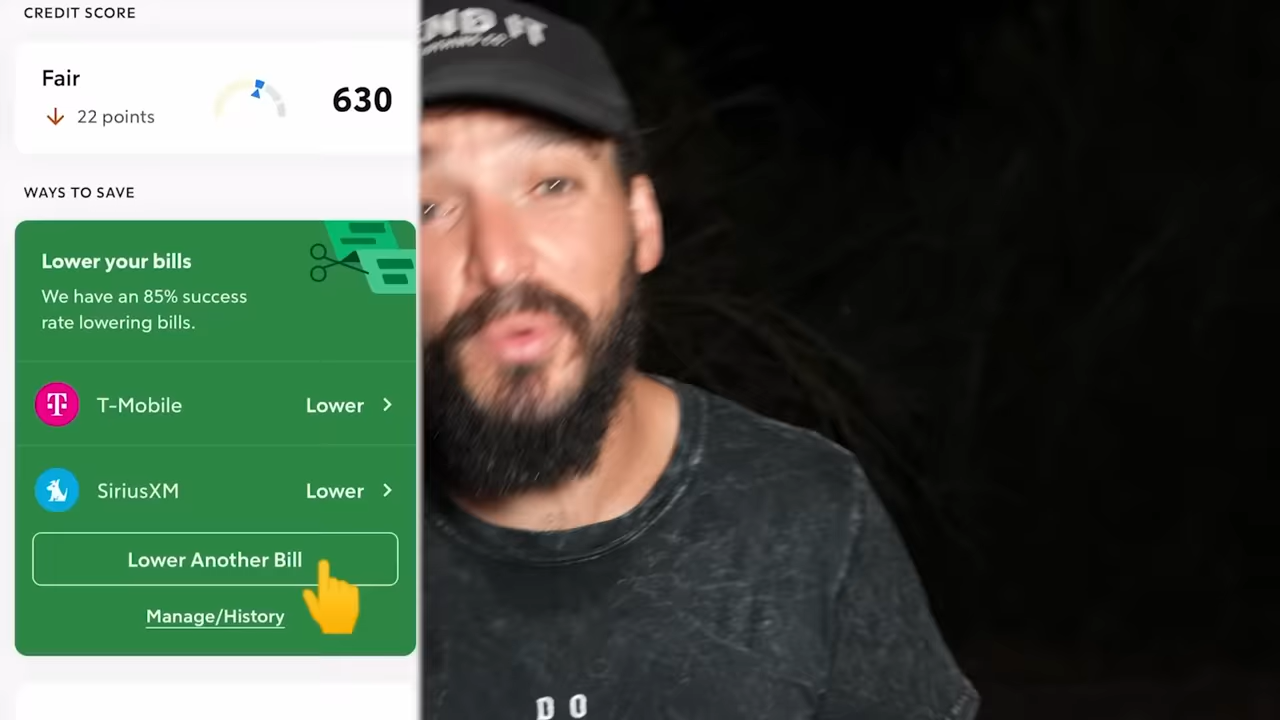 CREDIT SCORE
Fair
22 points
630
WAYS TO SAVE
Lower your bills
We have an 85% success
rate lowering bills.
T-Mobile
Lower
SiriusXM
Lower
Lower Another Bill
Manage/History
DO